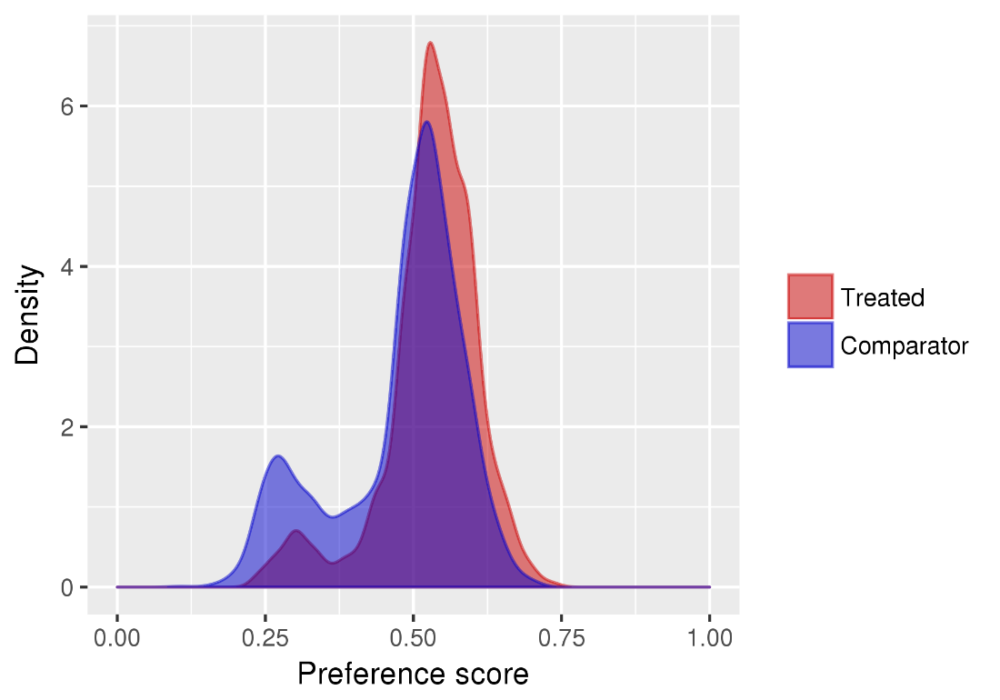 Density
6
4
2
0
0.00 0.25 0.50 0.75 1.00
Preference score
Treated
Comparator